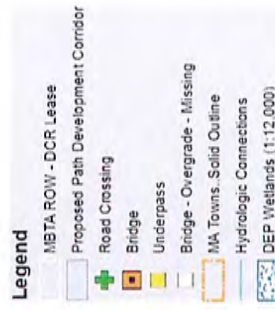 Legend
MBTA ROW - DCR Lease
Proposed Path Development Corridor
Road Crossing
Bridge
Underpass
Bridge - Overgrade - Missing
MA Towns..Solid Outline
Hydrologic Connections
DEP Wetlands (1:12,000)